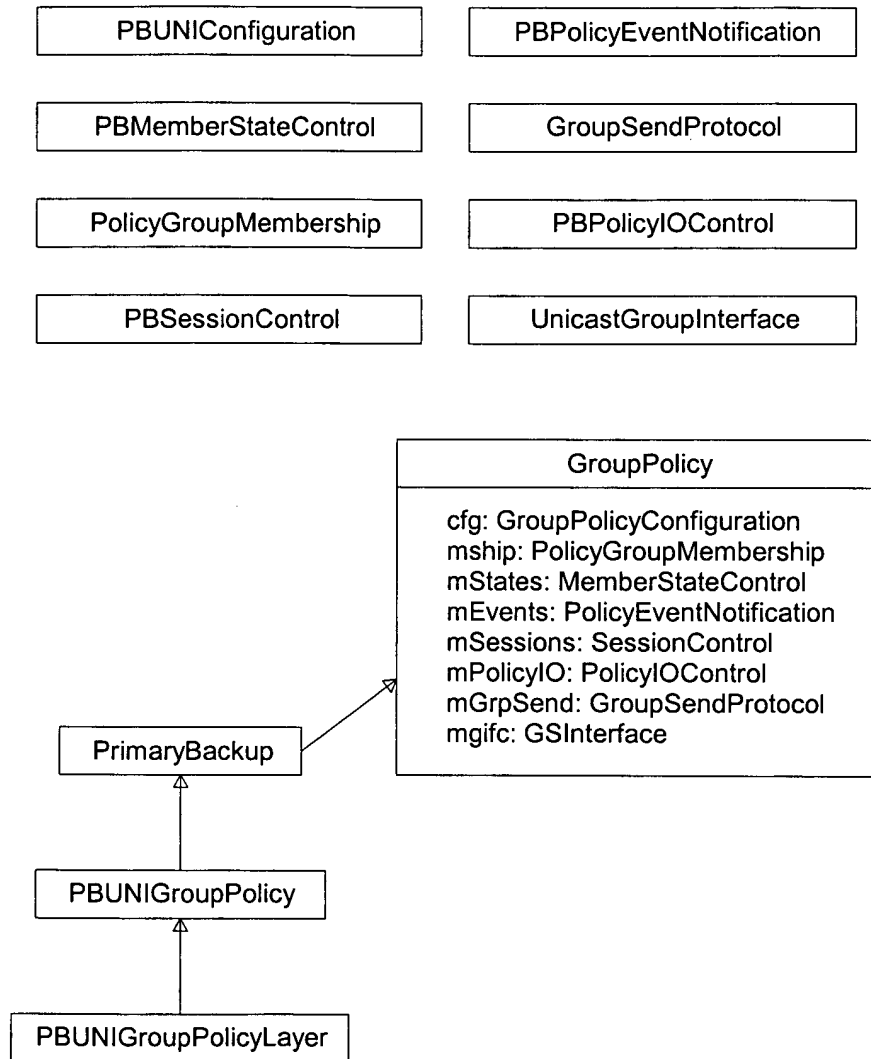 PBUNIConfiguration
PBPolicyEventNotification
PBMemberStateControl
GroupSendProtocol
PolicyGroupMembership
PBPolicyIOControl
PBSessionControl
UnicastGroupInterface
GroupPolicy
cfg: GroupPolicyConfiguration
mship: PolicyGroupMembership
mStates: MemberStateControl
mEvents: PolicyEventNotification
mSessions: SessionControl
mPolicyIO: PolicyIOControl
mGrpSend: GroupSendProtocol
mgifc: GSInterface
PrimaryBackup
PBUNIGroupPolicy
PBUNIGroupPolicyLayer